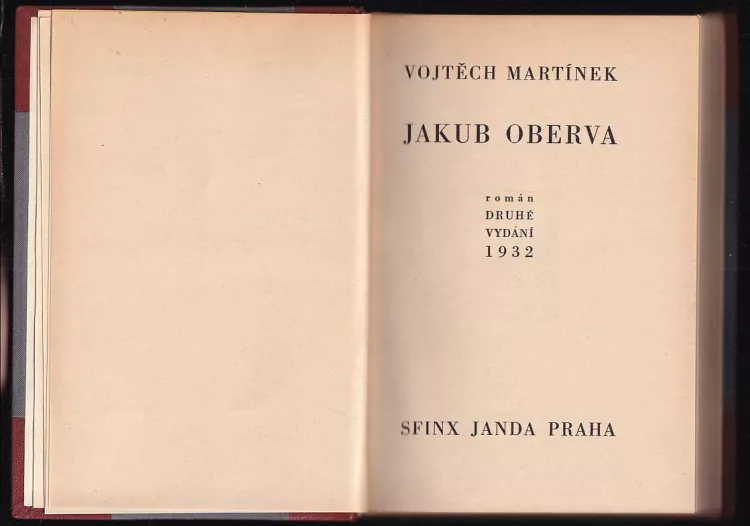 VOJTĚCH MARTÍNEK
JAKUB OBERVA
román
DRUHÉ
VYDÁNÍ
1932
SFINX JANDA PRAHA